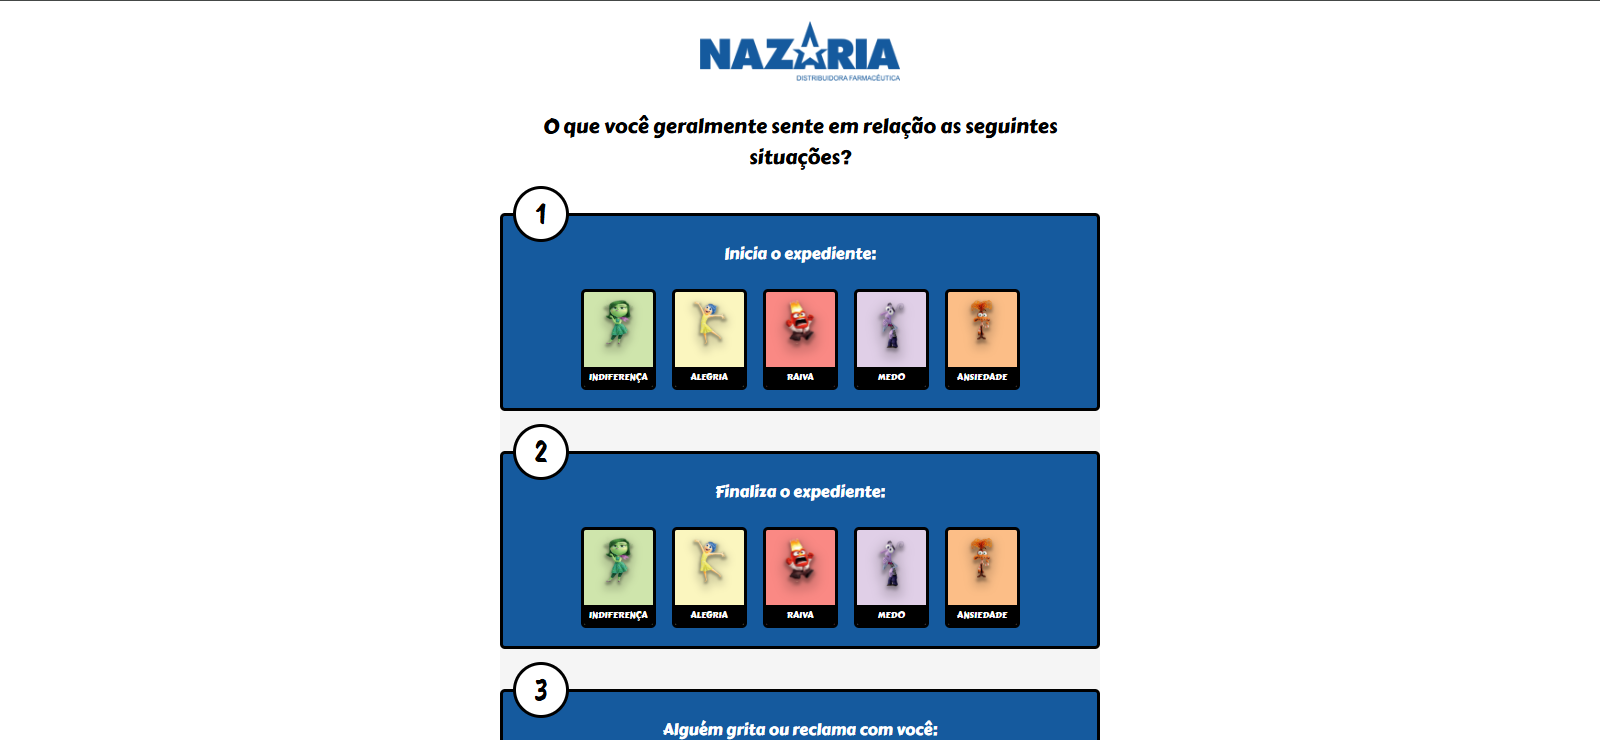 NAZARIA
DISTRIBUIDORA FARMACÊUTICA
O que você geralmente sente em relação as seguintes
situações?
1
Inicia o expediente:
INDIFERENÇA ALEGRIA RAIVA MEDO ANSIEDADE
2
Finaliza o expediente:
INDIFERENÇA ALEGRIA RAIVA MEDO ANSIEDADE
3
Alguém grita ou reclama com você: